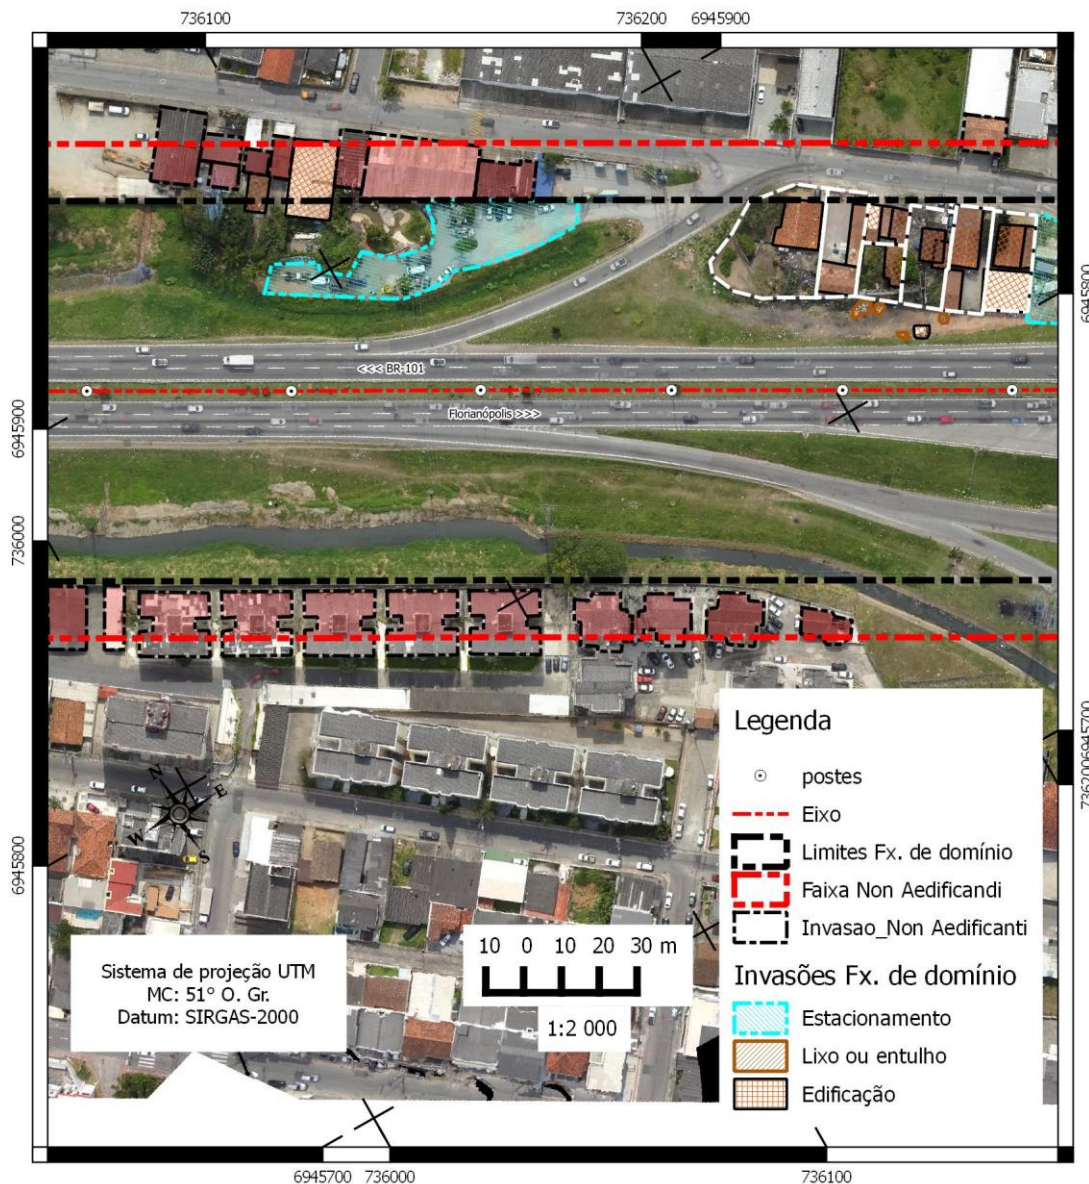 736100
736200
6945900
6945800
<<< BR-101
Florianópolis >>>
6945900
736000
6945800
6945700
736200
N
E
W
S
Legenda
postes
Eixo
Limites Fx. de domínio
Faixa Non Aedificandi
Invasao_Non Aedificanti
Invasões Fx. de domínio
Estacionamento
Lixo ou entulho
Edificação
Sistema de projeção UTM
MC: 51° O. Gr.
Datum: SIRGAS-2000
10 0 10 20 30 m
1:2 000
6945700
736000
736100